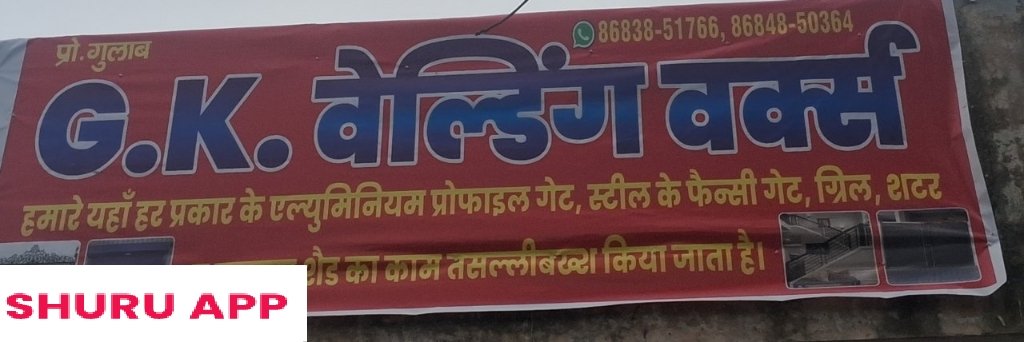 प्रो. गुलाब
86838-51766, 86848-50364
G.K. वेल्डिंग वर्क्स
हमारे यहाँ हर प्रकार के एल्युमिनियम प्रोफाइल गेट, स्टील के फैन्सी गेट, ग्रिल, शटर
शैड का काम तसल्लीबख्श किया जाता है।
SHURU APP